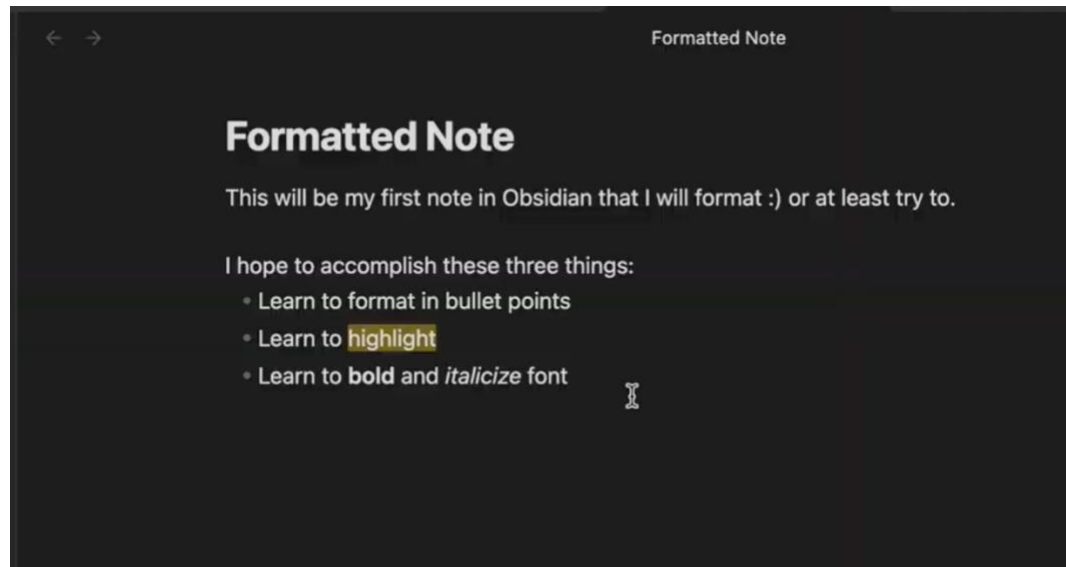 Formatted Note
Formatted Note
This will be my first note in Obsidian that I will format :) or at least try to.
I hope to accomplish these three things:
• Learn to format in bullet points
• Learn to highlight
• Learn to bold and italicize font